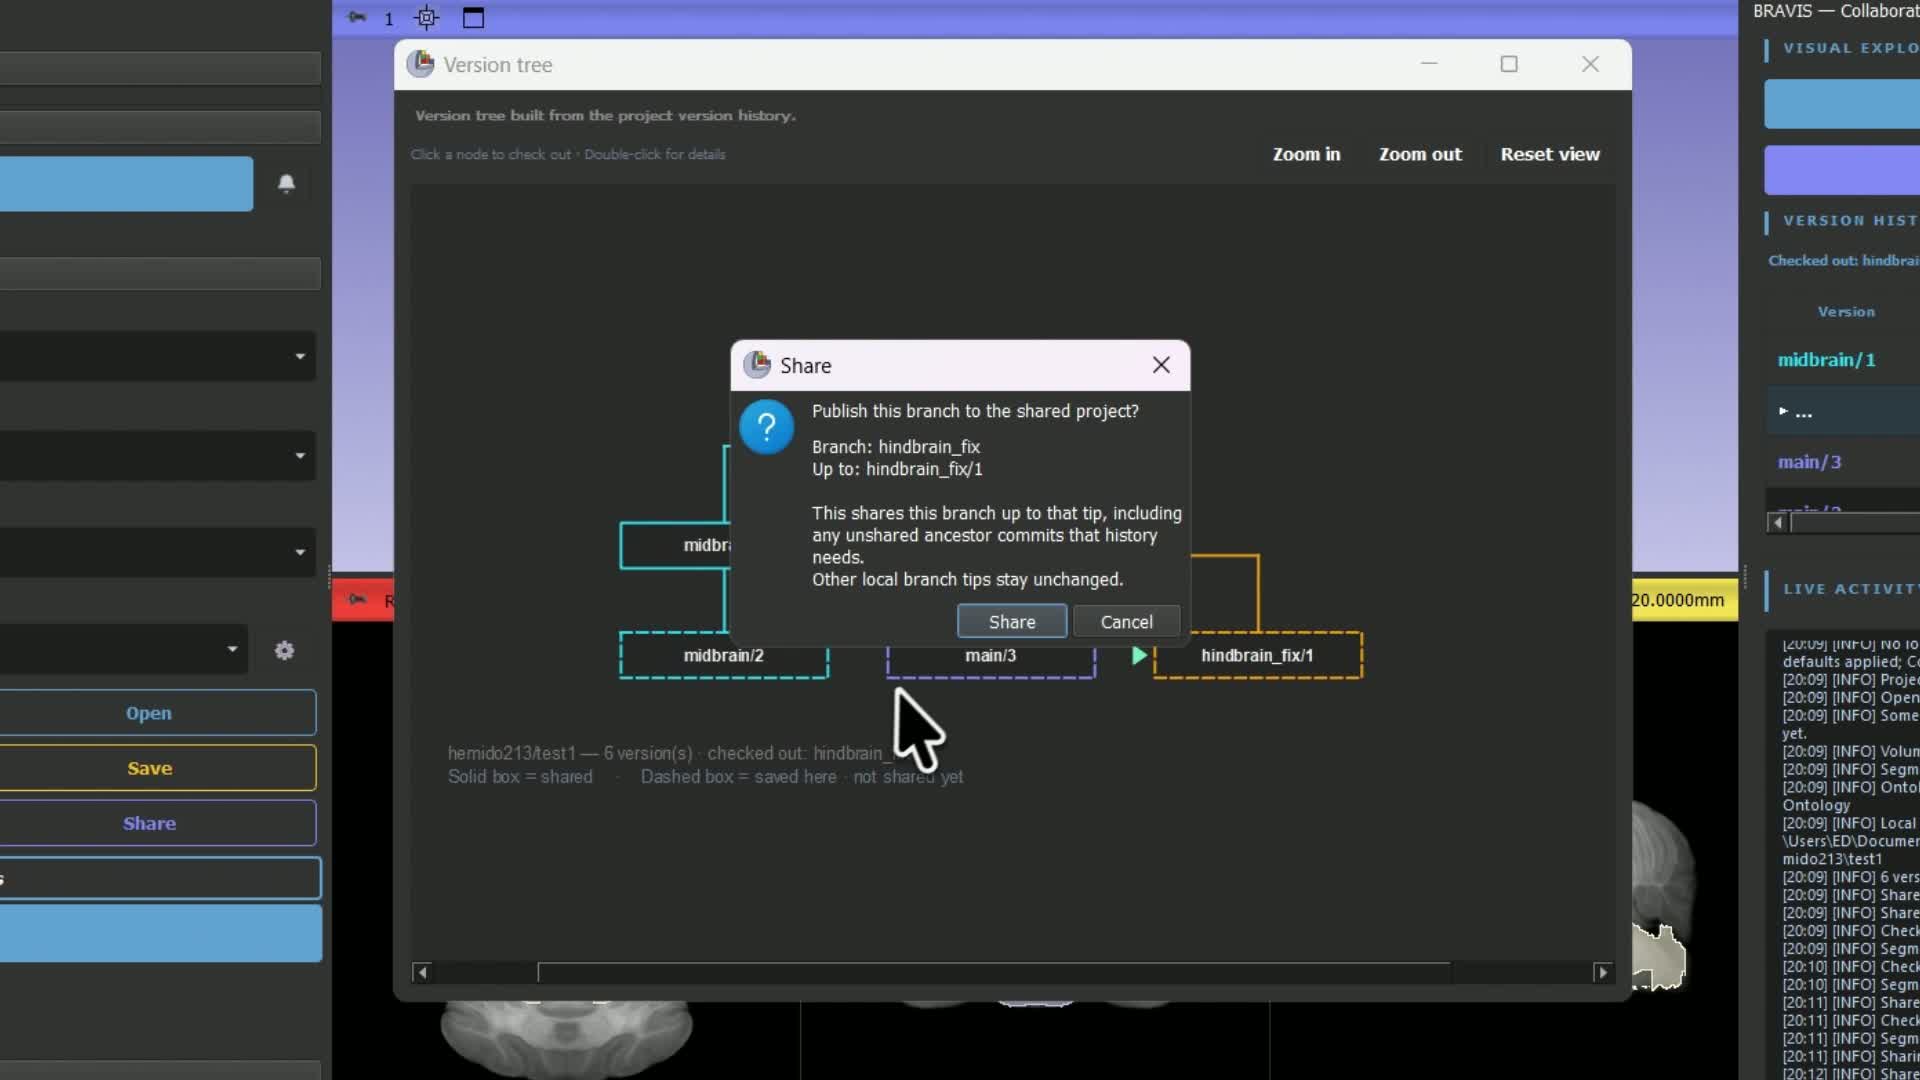 1
BRAVIS — Collaborat
Version tree
VISUAL EXPLO
Version tree built from the project version history.
Click a node to check out · Double-click for details
Zoom in
Zoom out
Reset view
VERSION HIST
Checked out: hindbrai
Version
midbrain/1
▸ ...
main/3
Share
Publish this branch to the shared project?
Branch: hindbrain_fix
Up to: hindbrain_fix/1
This shares this branch up to that tip, including
any unshared ancestor commits that history
needs.
Other local branch tips stay unchanged.
Share
Cancel
midbra
midbrain/2
main/3
hindbrain_fix/1
R
20.0000mm
hemido213/test1 — 6 version(s) · checked out: hindbrain_
Solid box = shared · Dashed box = saved here · not shared yet
Open
Save
Share
s
LIVE ACTIVITY
[20:09] [INFO] No lo
defaults applied; Co
[20:09] [INFO] Projec
[20:09] [INFO] Open
[20:09] [INFO] Some
yet.
[20:09] [INFO] Volum
[20:09] [INFO] Segm
[20:09] [INFO] Ontol
Ontology
[20:09] [INFO] Local
\Users\ED\Documen
mido213\test1
[20:09] [INFO] 6 vers
[20:09] [INFO] Share
[20:09] [INFO] Share
[20:09] [INFO] Check
[20:09] [INFO] Segm
[20:10] [INFO] Check
[20:10] [INFO] Segm
[20:11] [INFO] Share
[20:11] [INFO] Check
[20:11] [INFO] Segm
[20:11] [INFO] Sharin
[20:12] [INFO] Share